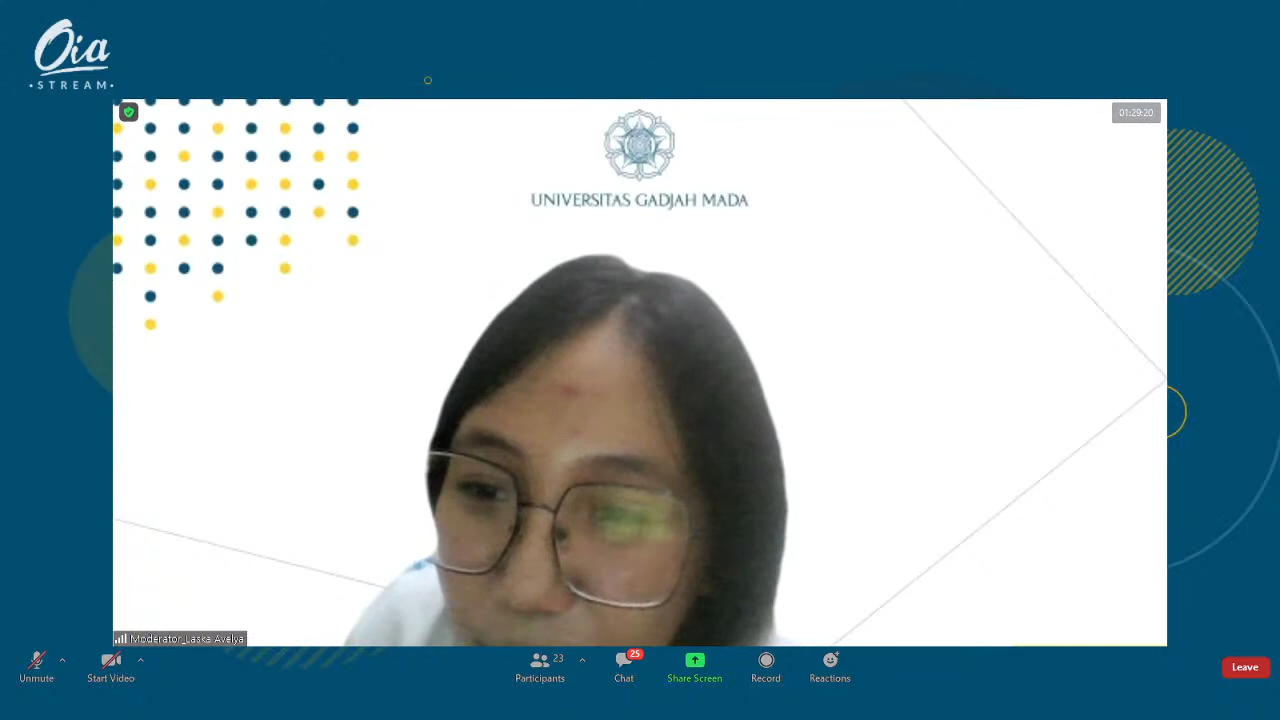 Oia
•STREAM•
01:29:20
UNIVERSITAS GADJAH MADA
Moderator_Laska Avelya
Unmute
Start Video
23
Participants
25
Chat
Share Screen
Record
Reactions
Leave